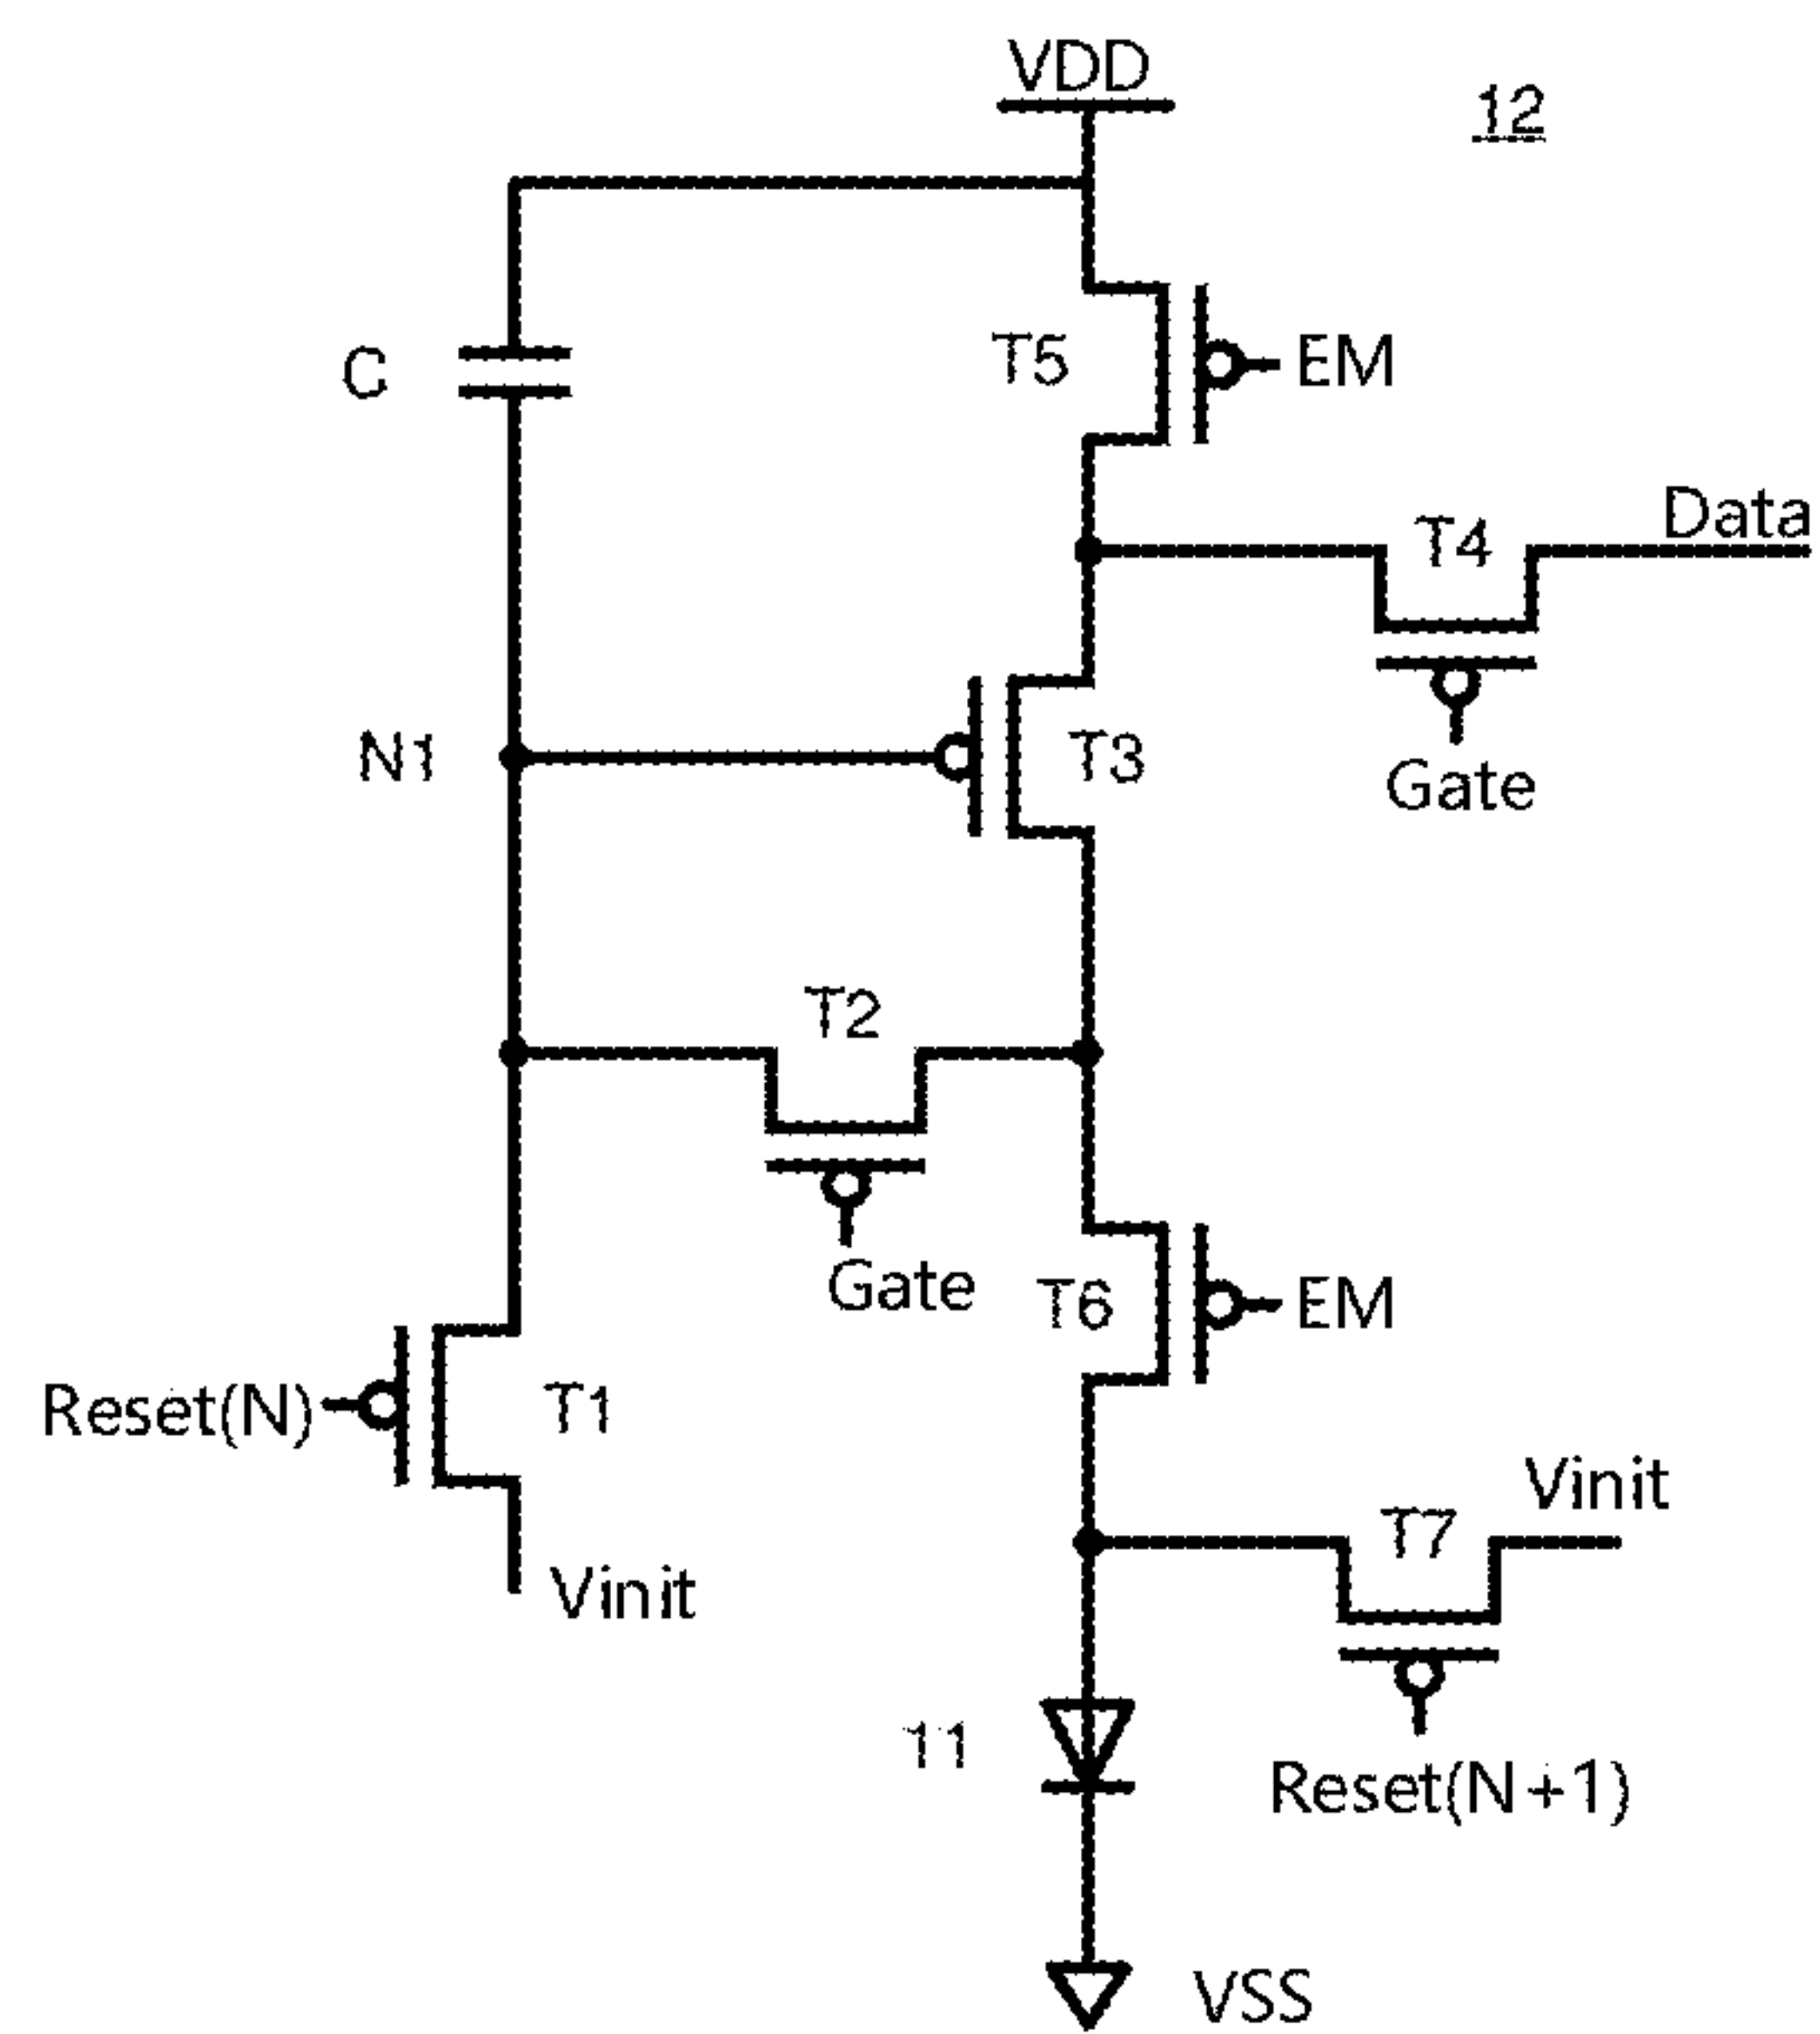 VDD
12
C
T5
EM
Data
T4
N1
T3
Gate
T2
Gate
T6
EM
Reset(N)
T1
Vinit
T7
Vinit
11
Reset(N+1)
VSS